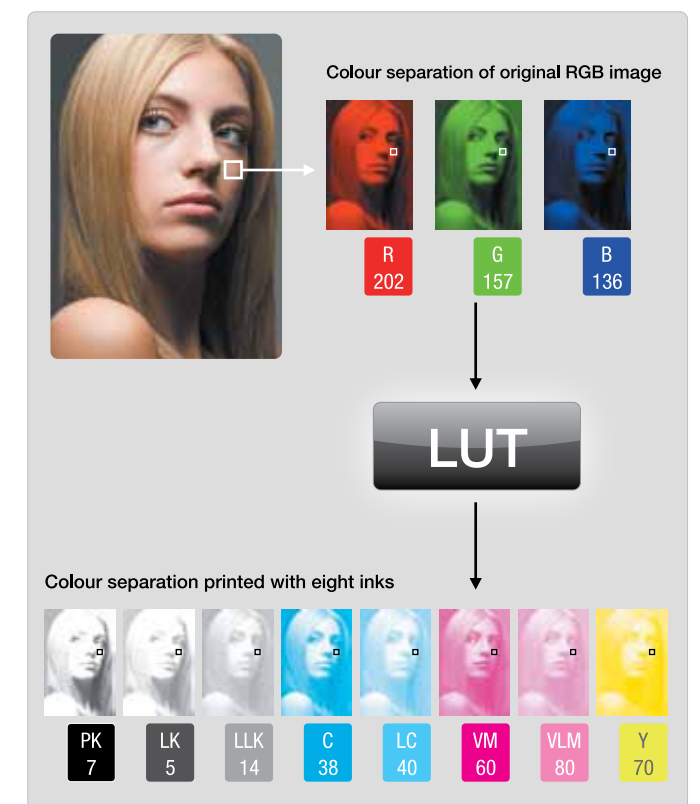 Colour separation of original RGB image
R
202
G
157
B
136
LUT
Colour separation printed with eight inks
PK
7
LK
5
LLK
14
C
38
LC
40
VM
60
VLM
80
Y
70